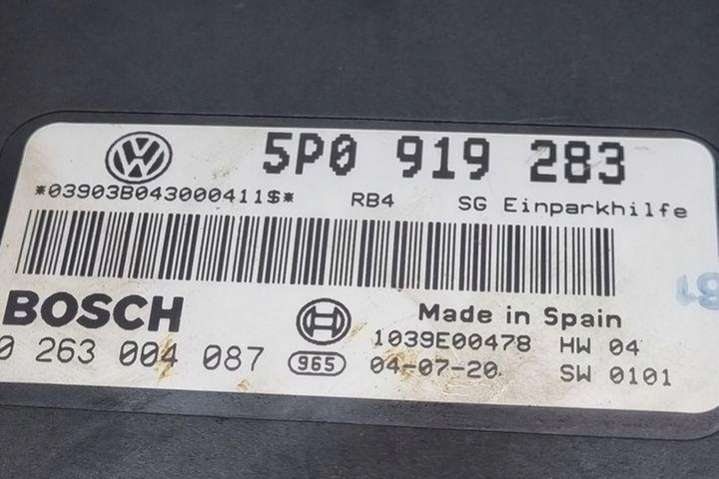 5P0 919 283
*03903B043000411$* RB4 SG Einparkhilfe
BOSCH Made in Spain
1039E00478 HW 04
0 263 004 087 965 04-07-20 SW 0101